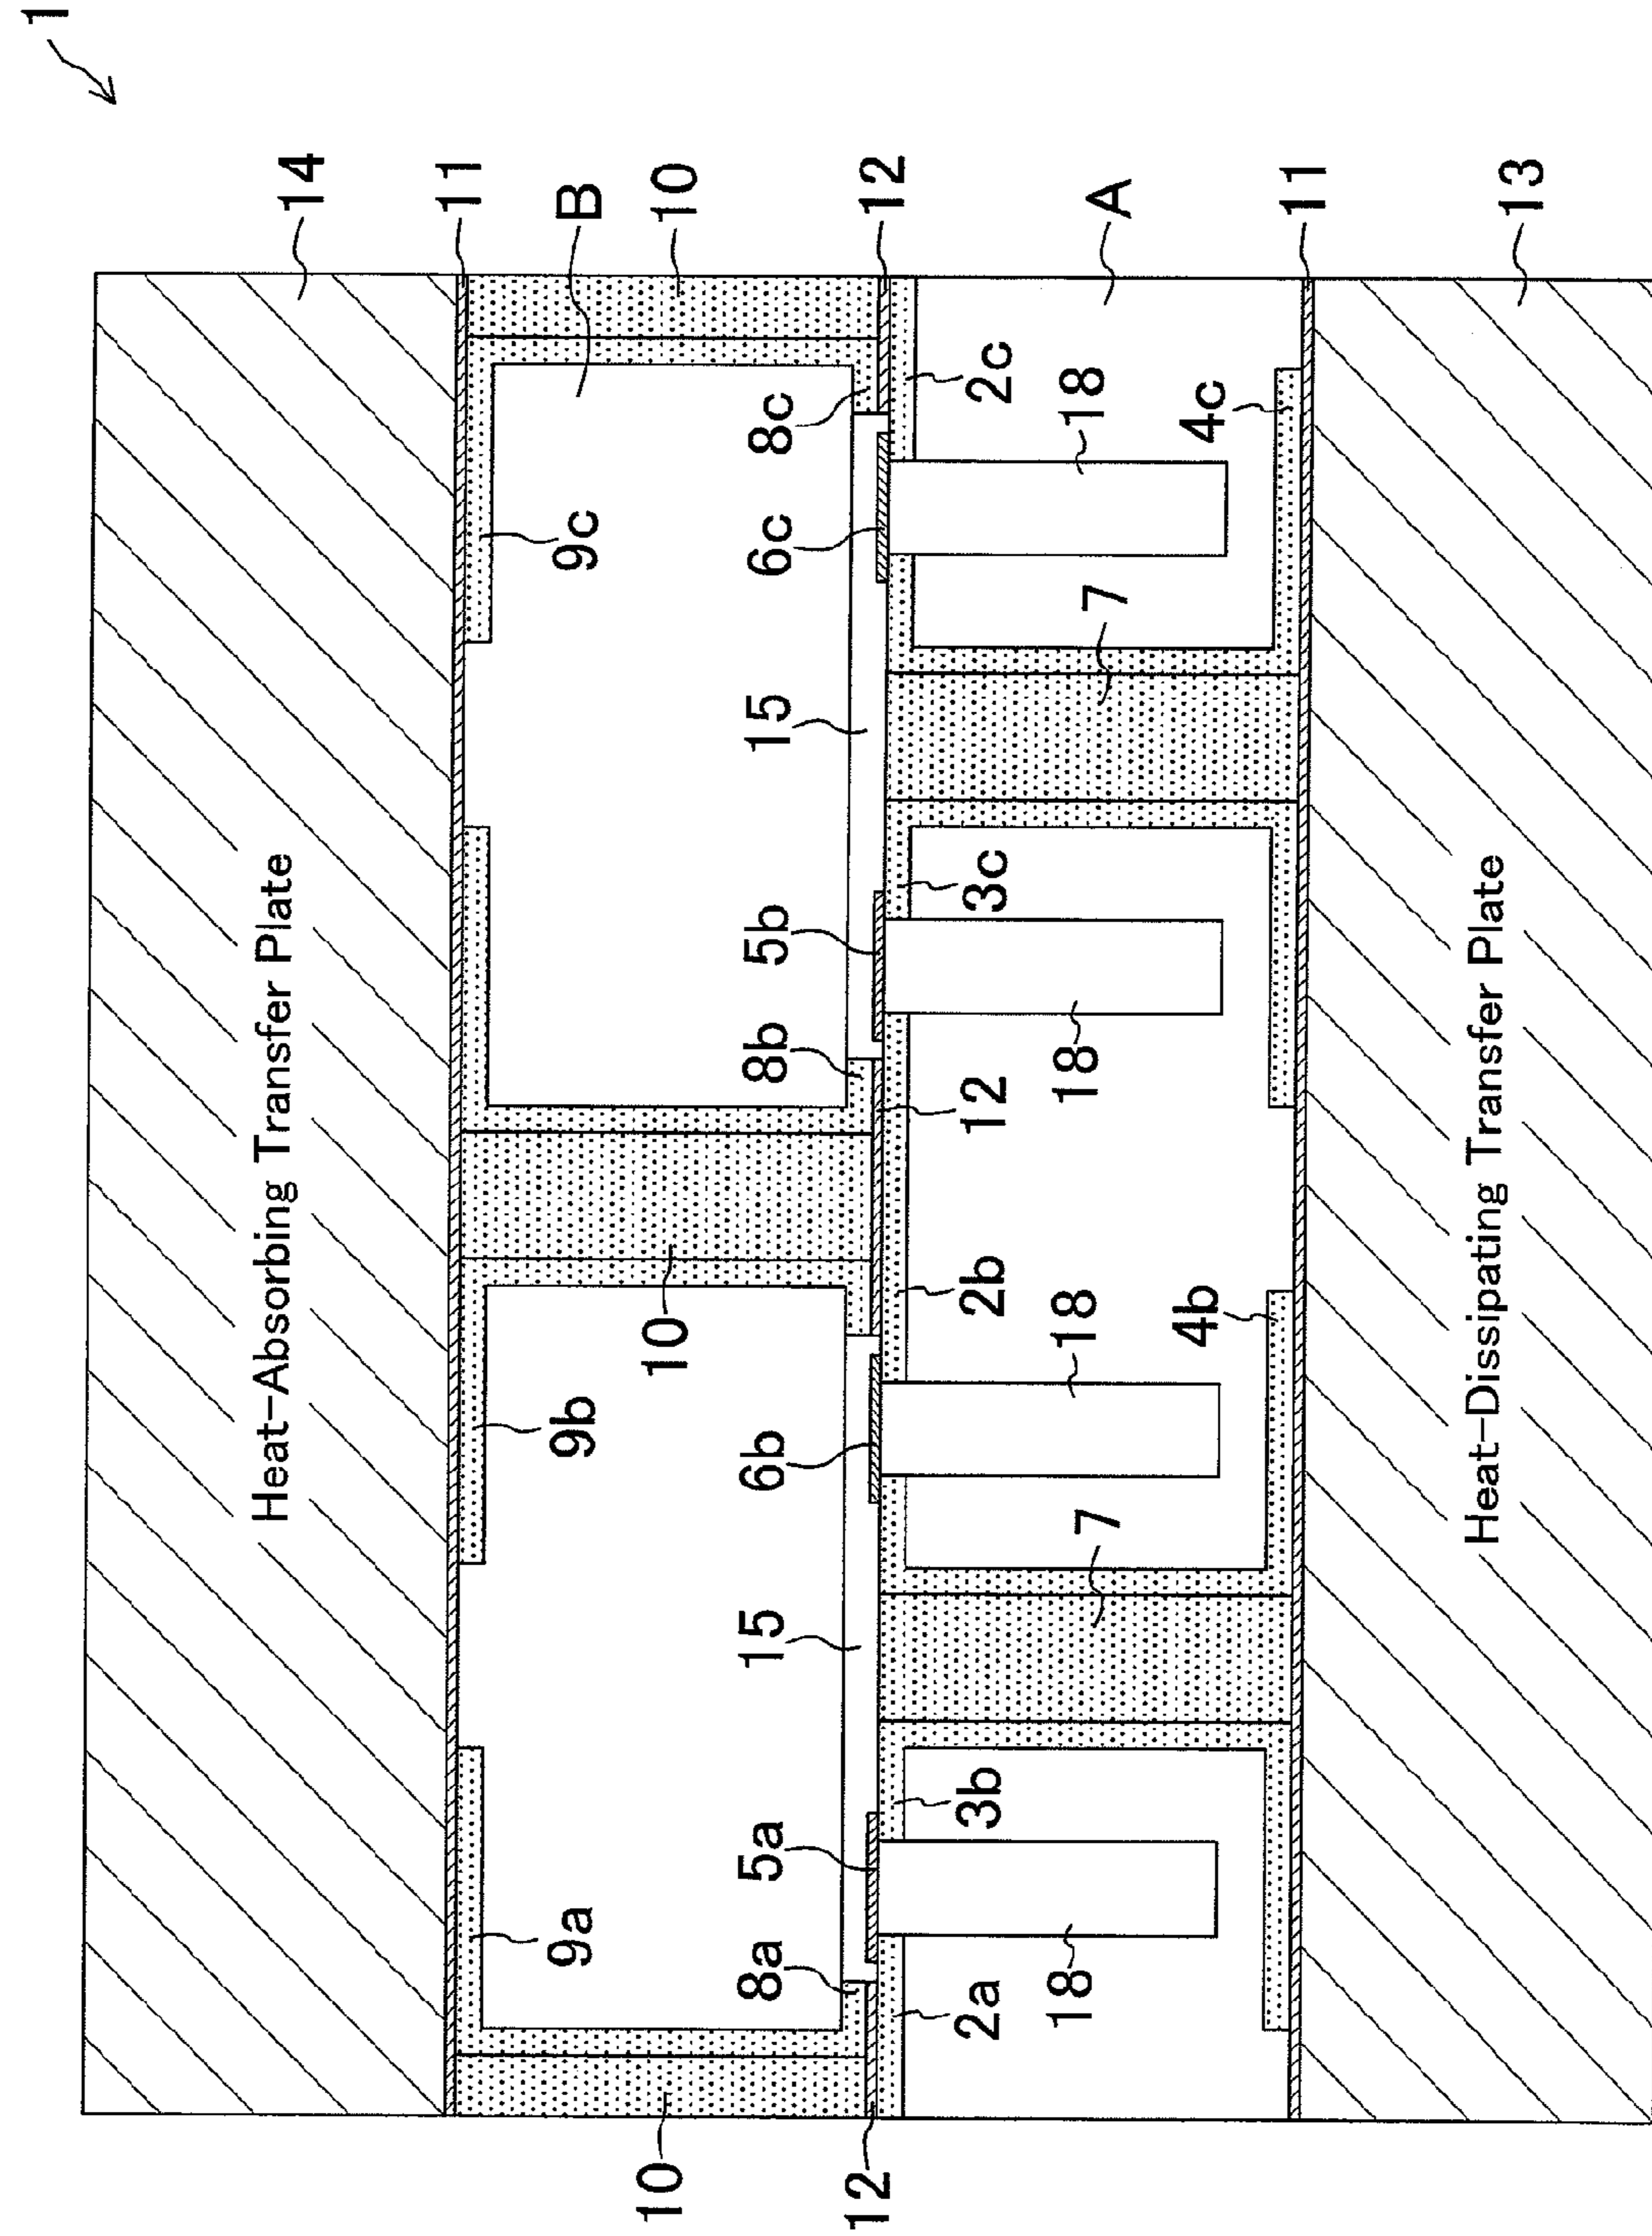 1
14
11
B
10
12
A
11
13
Heat-Absorbing Transfer Plate
9c
8c
6c
2c
18
4c
7
15
5b
3c
8b
12
18
10
2b
18
4b
9b
6b
7
15
5a
3b
9a
8a
2a
18
10
12
Heat-Dissipating Transfer Plate